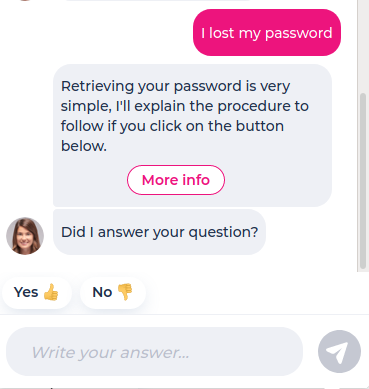 I lost my password
Retrieving your password is very
simple, I'll explain the procedure to
follow if you click on the button
below.
More info
Did I answer your question?
Yes 👍 No 👎
Write your answer...